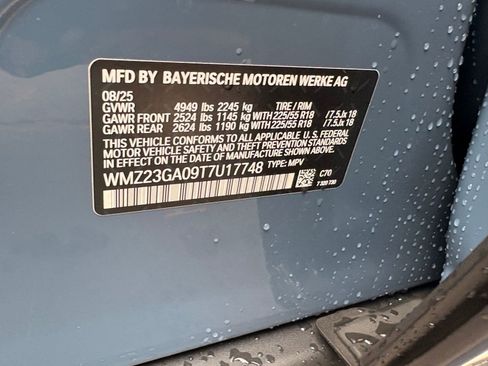 MFD BY BAYERISCHE MOTOREN WERKE AG
08/25
GVWR 4949 lbs 2245 kg TIRE / RIM
GAWR FRONT 2524 lbs 1145 kg WITH 225/55 R18 /7.5Jx18
GAWR REAR 2624 lbs 1190 kg WITH 225/55 R18 /7.5Jx18
THIS VEHICLE CONFORMS TO ALL APPLICABLE U.S. FEDERAL
MOTOR VEHICLE SAFETY AND THEFT PREVENTION STANDARDS
IN EFFECT ON THE DATE OF MANUFACTURE SHOWN ABOVE.
WMZ23GA09T7U17748 TYPE: MPV
C70